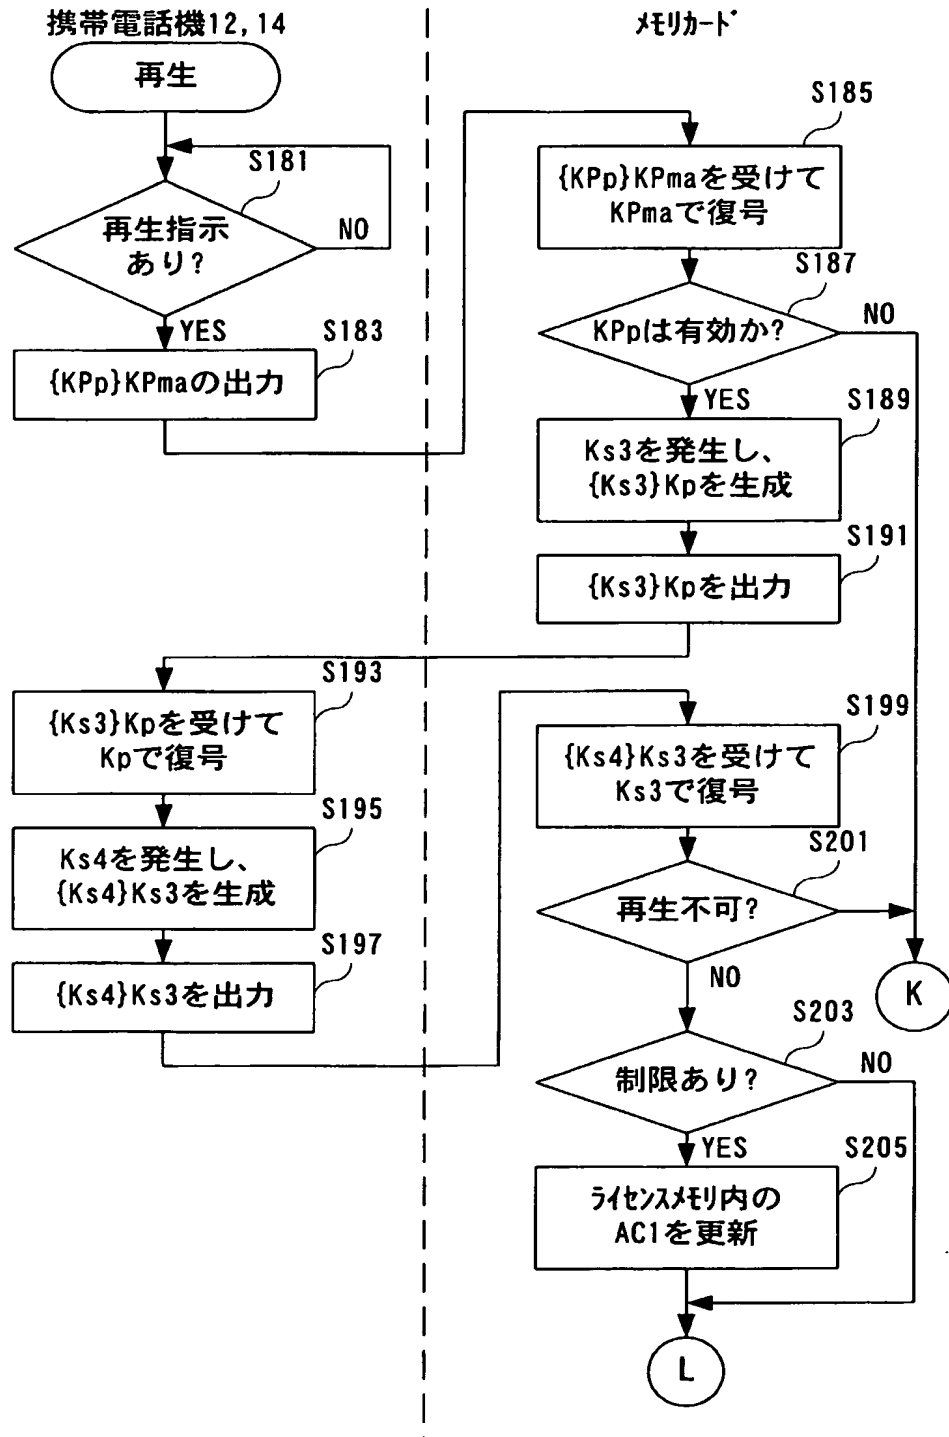 携帯電話機12,14
再生
S181
再生指示
あり?
NO
YES
S183
{KPp}KPmaの出力
S193
{Ks3}Kpを受けて
Kpで復号
S195
Ks4を発生し、
{Ks4}Ks3を生成
S197
{Ks4}Ks3を出力
ﾒﾓﾘｶｰﾄﾞ
S185
{KPp}KPmaを受けて
KPmaで復号
S187
KPpは有効か?
NO
YES
S189
Ks3を発生し、
{Ks3}Kpを生成
S191
{Ks3}Kpを出力
S199
{Ks4}Ks3を受けて
Ks3で復号
S201
再生不可?
NO
K
S203
制限あり?
NO
YES
S205
ﾗｲｾﾝｽﾒﾓﾘ内の
AC1を更新
L